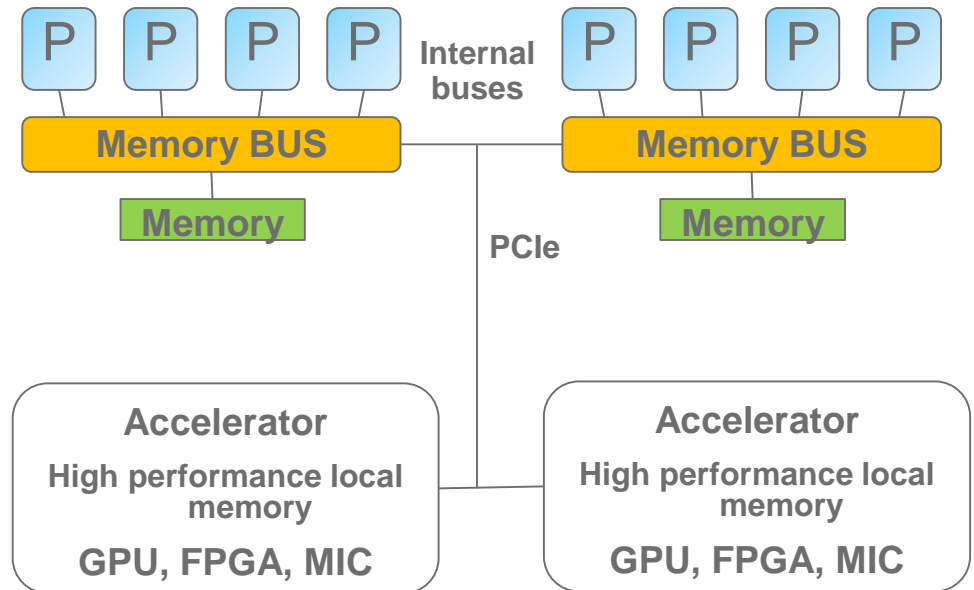 P P P P
Internal
buses
P P P P
Memory BUS
Memory BUS
Memory
Memory
PCIe
Accelerator
High performance local
memory
GPU, FPGA, MIC
Accelerator
High performance local
memory
GPU, FPGA, MIC